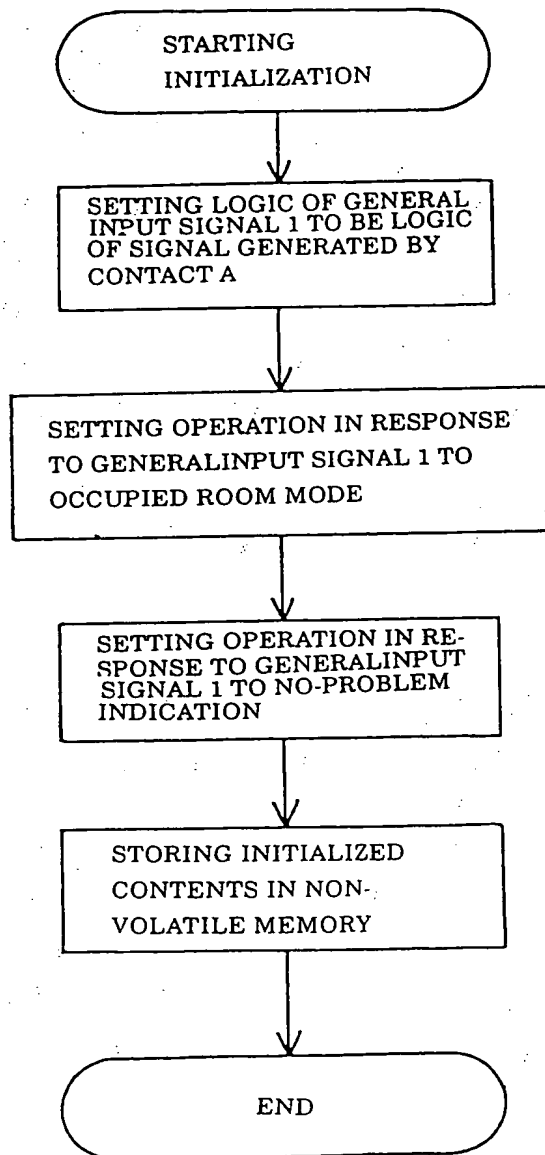 STARTING
INITIALIZATION
SETTING LOGIC OF GENERAL
INPUT SIGNAL 1 TO BE LOGIC
OF SIGNAL GENERATED BY
CONTACT A
SETTING OPERATION IN RESPONSE
TO GENERALINPUT SIGNAL 1 TO
OCCUPIED ROOM MODE
SETTING OPERATION IN RE-
SPONSE TO GENERALINPUT
SIGNAL 1 TO NO-PROBLEM
INDICATION
STORING INITIALIZED
CONTENTS IN NON-
VOLATILE MEMORY
END